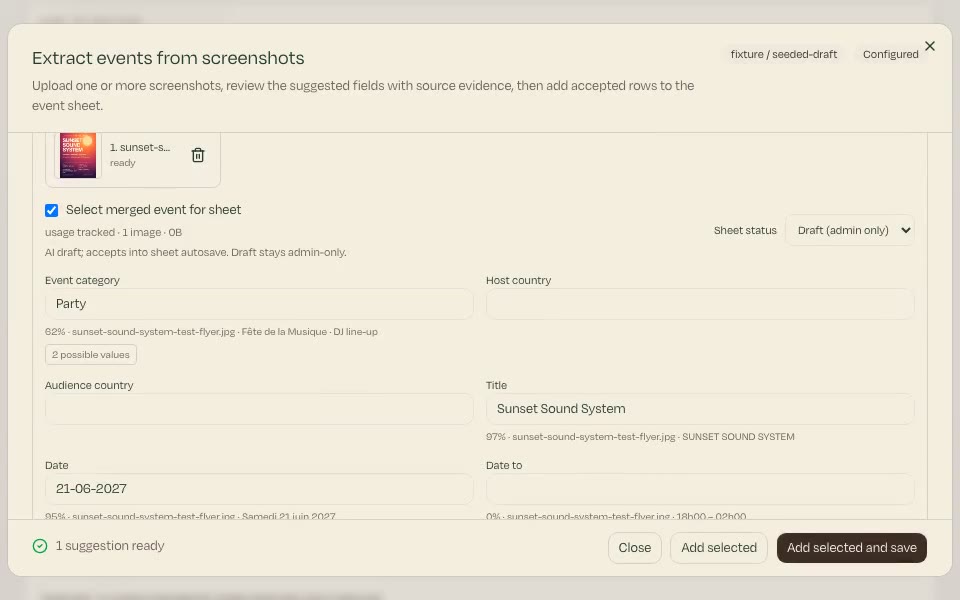 Extract events from screenshots
fixture / seeded-draft
Configured
Upload one or more screenshots, review the suggested fields with source evidence, then add accepted rows to the
event sheet.
SUNSET
SOUND
SYSTEM
1. sunset-s...
ready
Select merged event for sheet
usage tracked · 1 image · 0B
AI draft; accepts into sheet autosave. Draft stays admin-only.
Sheet status
Draft (admin only)
Event category
Host country
Party
62% · sunset-sound-system-test-flyer.jpg · Fête de la Musique · DJ line-up
2 possible values
Audience country
Title
Sunset Sound System
97% · sunset-sound-system-test-flyer.jpg · SUNSET SOUND SYSTEM
Date
Date to
21-06-2027
95% · sunset-sound-system-test-flyer.jpg · Samedi 21 juin 2027
0% · sunset-sound-system-test-flyer.jpg · 18h00 – 02h00
1 suggestion ready
Close
Add selected
Add selected and save